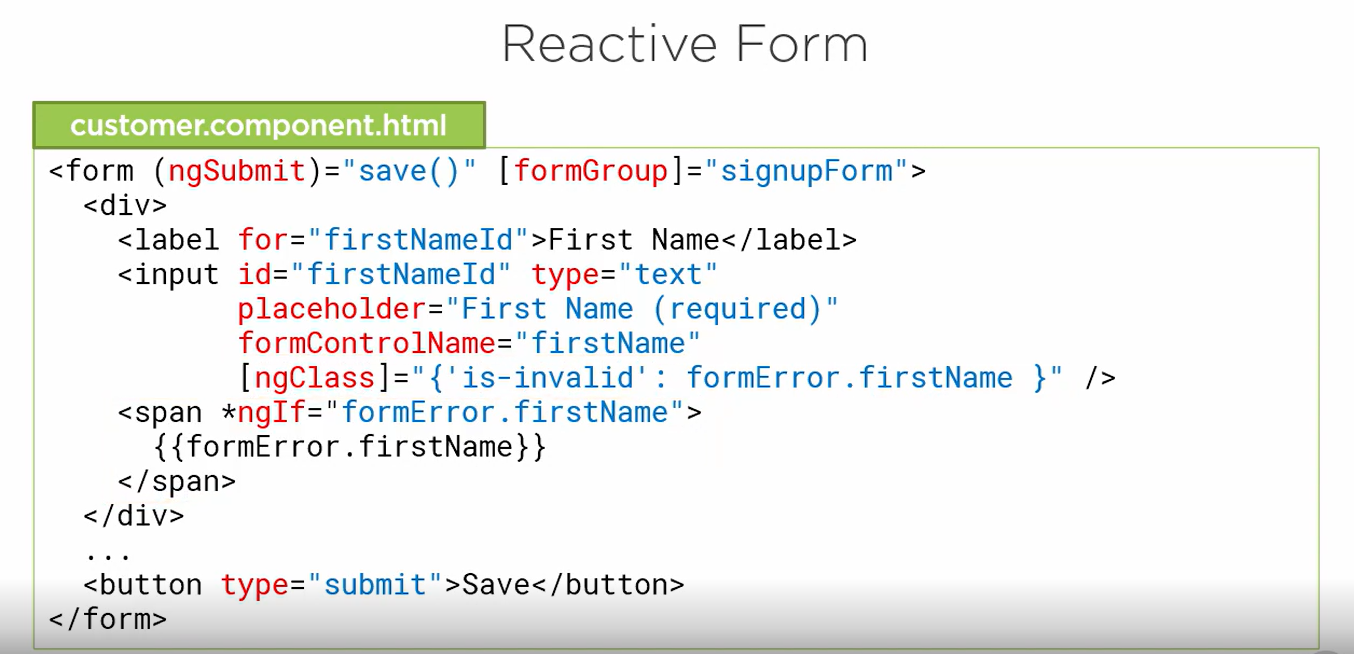 Reactive Form
customer.component.html
<form (ngSubmit)="save()" [formGroup]="signupForm">
<div>
<label for="firstNameId">First Name</label>
<input id="firstNameId" type="text"
placeholder="First Name (required)"
formControlName="firstName"
[ngClass]="{'is-invalid': formError.firstName }" />
<span *ngIf="formError.firstName">
{{formError.firstName}}
</span>
</div>
...
<button type="submit">Save</button>
</form>